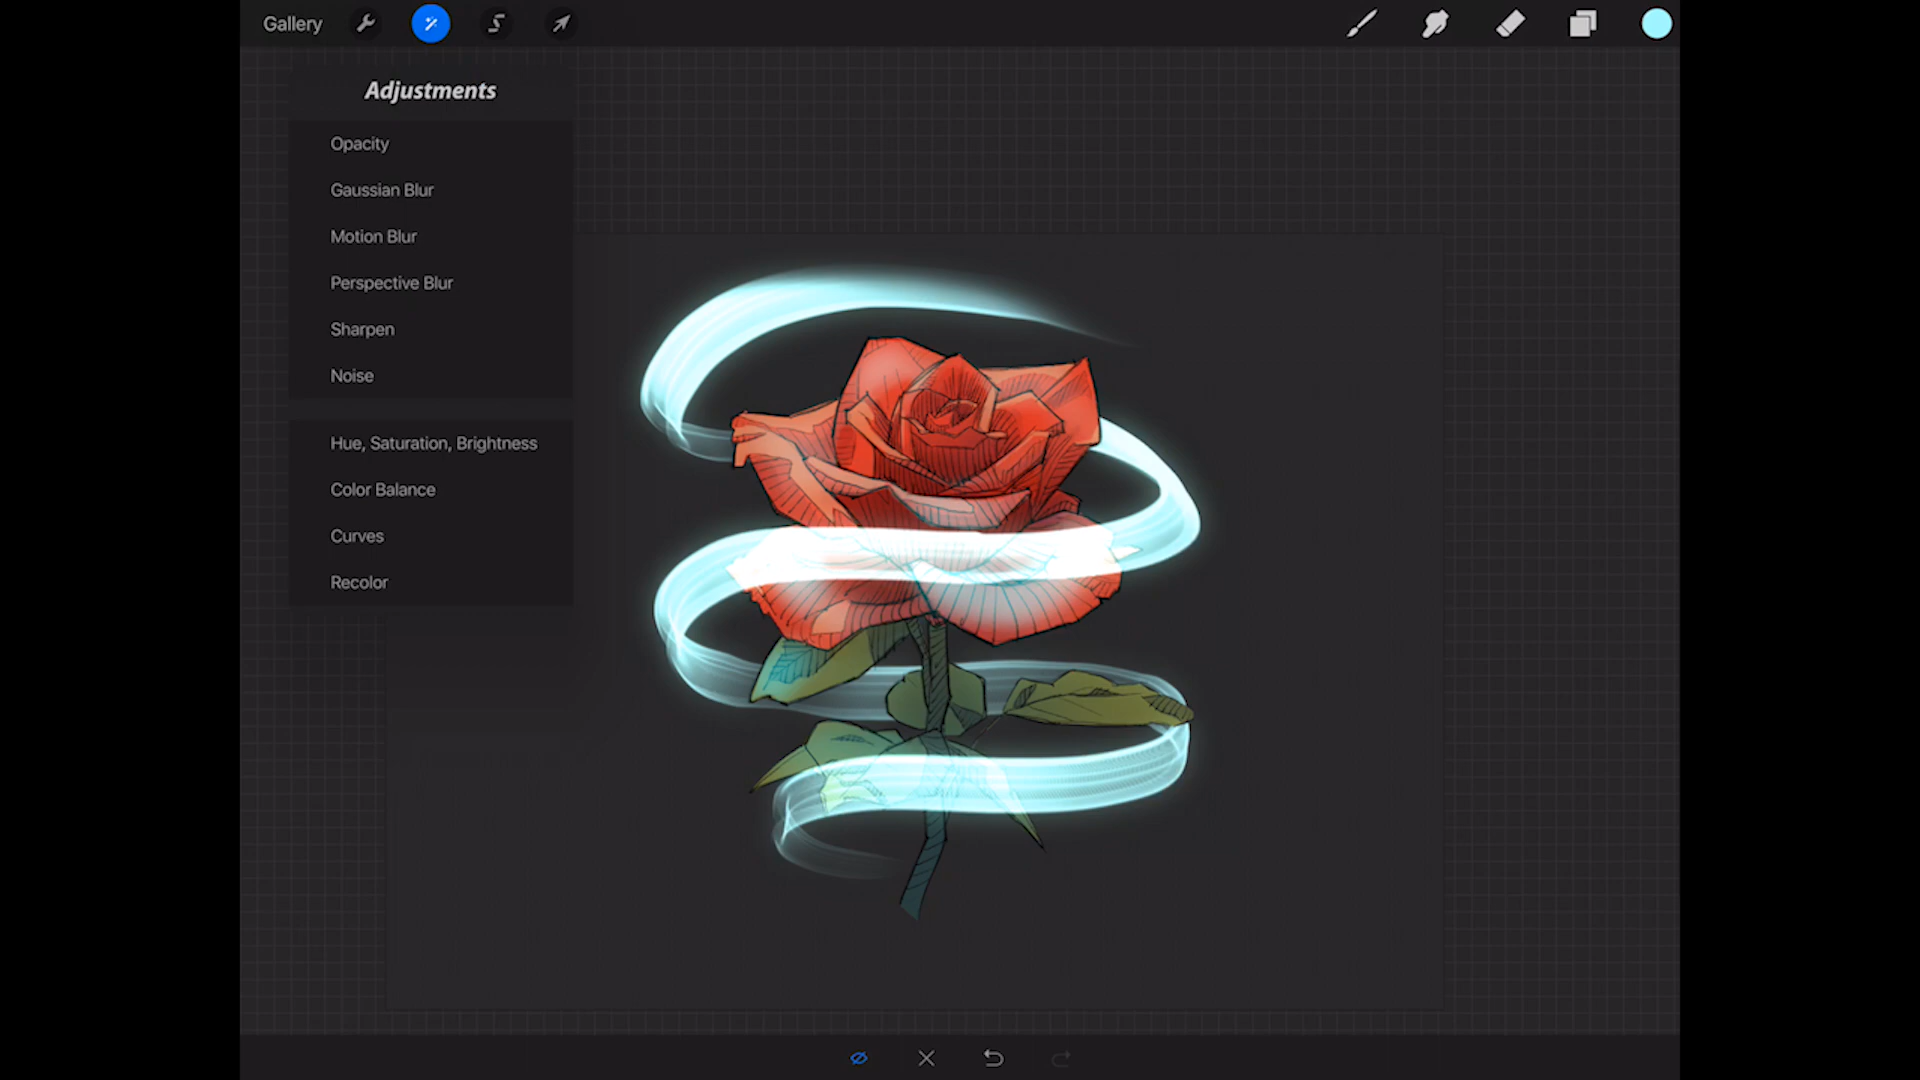 Gallery
Adjustments
Opacity
Gaussian Blur
Motion Blur
Perspective Blur
Sharpen
Noise
Hue, Saturation, Brightness
Color Balance
Curves
Recolor